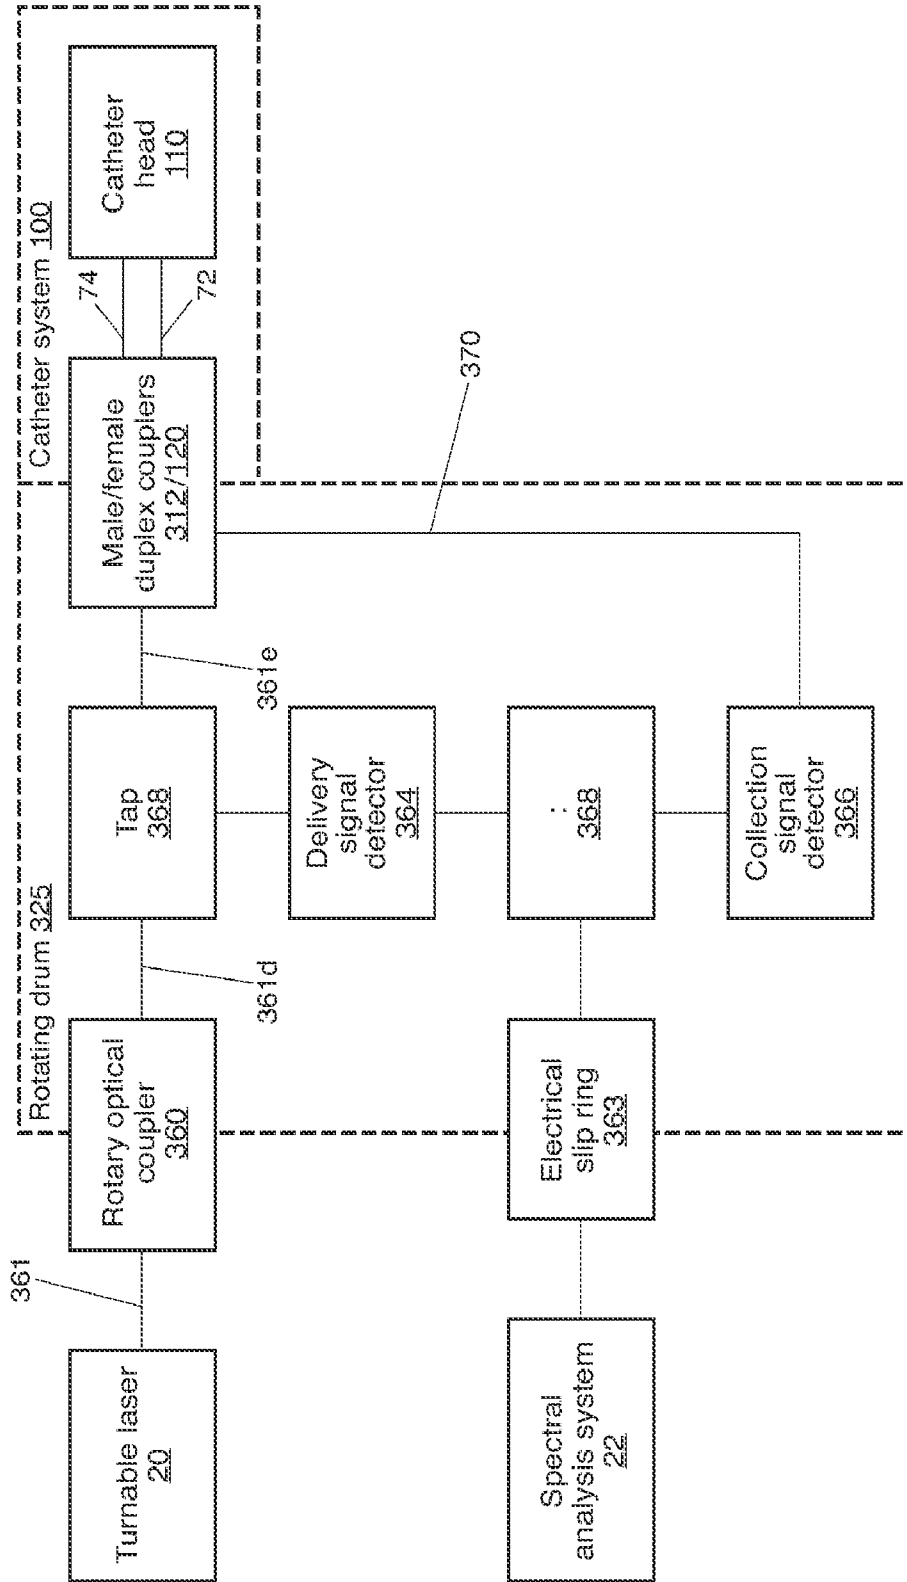 Rotating drum 325
Catheter system 100
Turnable laser
20
361
Rotary optical
coupler
360
361d
Tap
368
361e
Male/female
duplex couplers
312/120
74
72
Catheter
head
110
Delivery
signal
detector
364
370
Spectral
analysis system
22
Electrical
slip ring
363
:
368
Collection
signal
detector
366